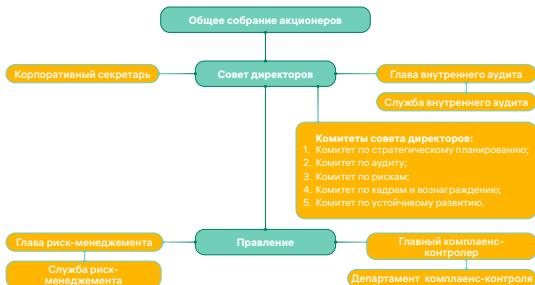 Общее собрание акционеров
Корпоративный секретарь
Совет директоров
Глава внутреннего аудита
Служба внутреннего аудита
Комитеты совета директоров:
1. Комитет по стратегическому планированию;
2. Комитет по аудиту;
3. Комитет по рискам;
4. Комитет по кадрам и вознаграждению;
5. Комитет по устойчивому развитию.
Глава риск-менеджемента
Правление
Главный комплаенс-
контролер
Служба риск-
менеджемента
Департамент комплаенс-контроля